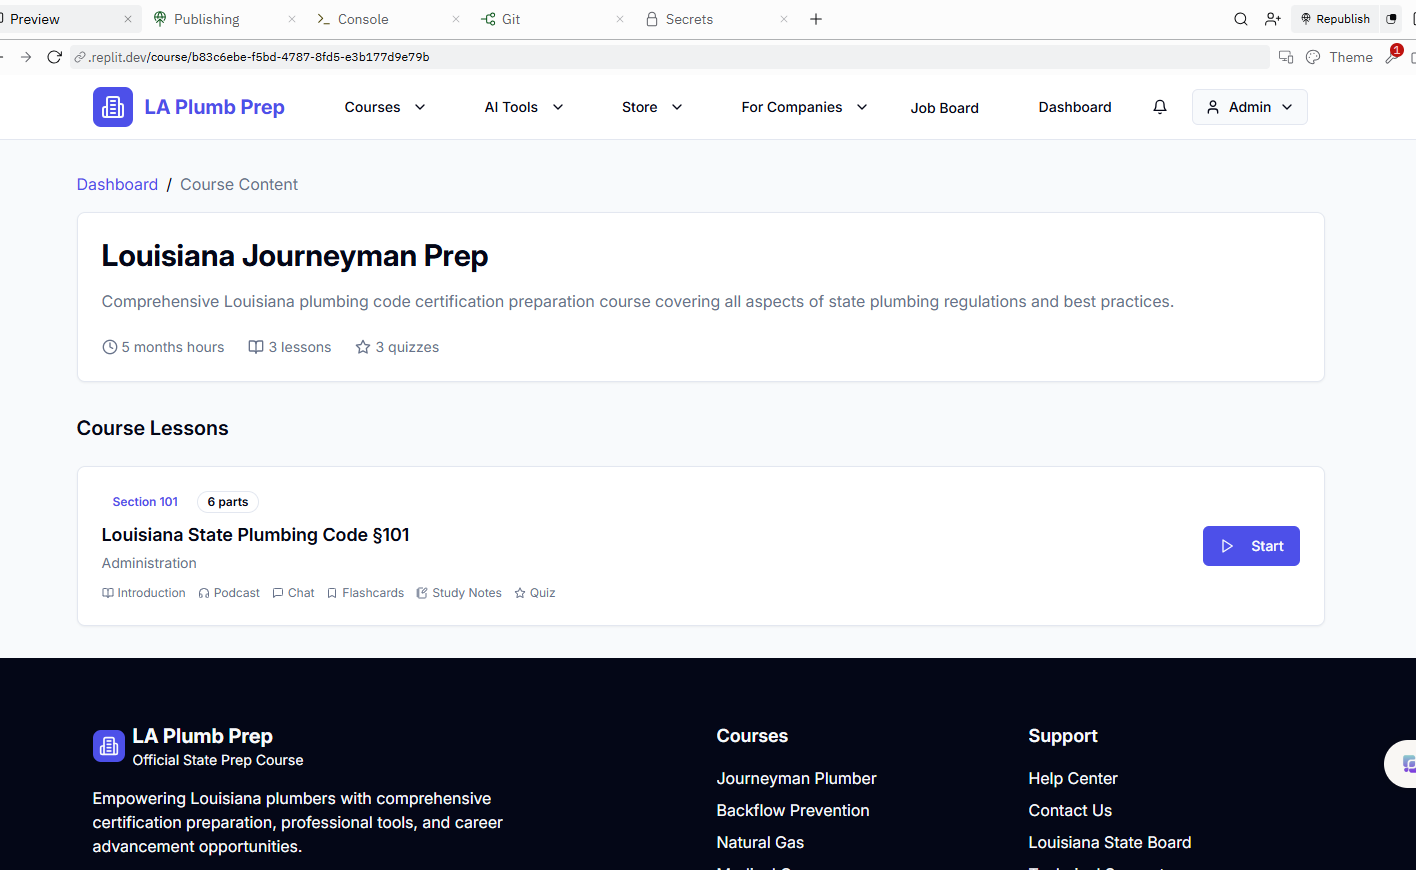 Preview Publishing Console Git Secrets Republish
.replit.dev/course/b83c6ebe-f5bd-4787-8fd5-e3b177d9e79b Theme 1
LA Plumb Prep Courses AI Tools Store For Companies Job Board Dashboard Admin
Dashboard / Course Content
Louisiana Journeyman Prep
Comprehensive Louisiana plumbing code certification preparation course covering all aspects of state plumbing regulations and best practices.
5 months hours 3 lessons 3 quizzes
Course Lessons
Section 101 6 parts
Louisiana State Plumbing Code §101
Administration
Start
Introduction Podcast Chat Flashcards Study Notes Quiz
LA Plumb Prep
Official State Prep Course
Empowering Louisiana plumbers with comprehensive
certification preparation, professional tools, and career
advancement opportunities.
Courses
Journeyman Plumber
Backflow Prevention
Natural Gas
Support
Help Center
Contact Us
Louisiana State Board